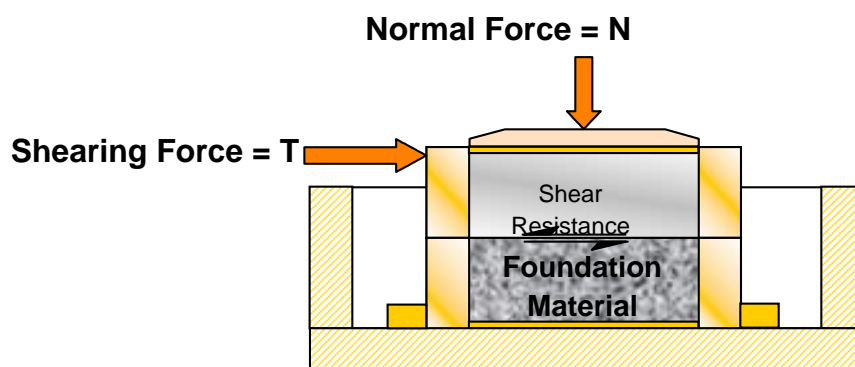 Normal Force = N
Shearing Force = T
Shear
Resistance
Foundation
Material